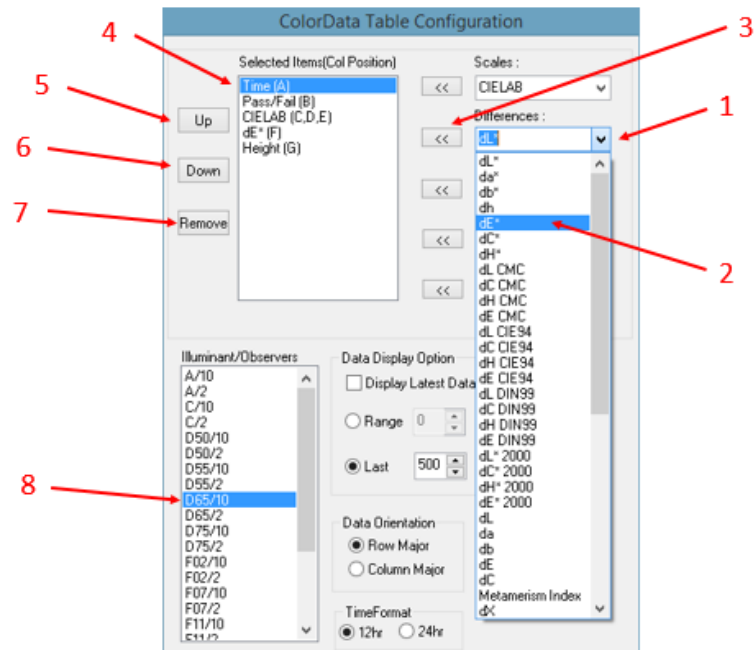 ColorData Table Configuration
4
3
Selected Items(Col Position)
Scales :
5
Time (A)
Pass/Fail (B)
CIELAB (C,D,E)
dE* (F)
Height (G)
<<
CIELAB
Up
Differences :
1
<<
dL*
6
Down
<<
7
Remove
<<
<<
dL*
da*
db*
dh
dE*
dC*
dH*
dL CMC
dC CMC
dH CMC
dE CMC
dL CIE94
dC CIE94
dH CIE94
dE CIE94
dL DIN99
dC DIN99
dH DIN99
dE DIN99
dL* 2000
dC* 2000
dH* 2000
dE* 2000
dL
da
db
dE
dC
Metamerism Index
dX
2
Illuminant/Observers
A/10
A/2
C/10
C/2
D50/10
D50/2
D55/10
D55/2
D65/10
D65/2
D75/10
D75/2
F02/10
F02/2
F07/10
F07/2
F11/10
F11/2
8
Data Display Option
Display Latest Data
Range 0
Last 500
Data Orientation
Row Major
Column Major
TimeFormat
12hr 24hr